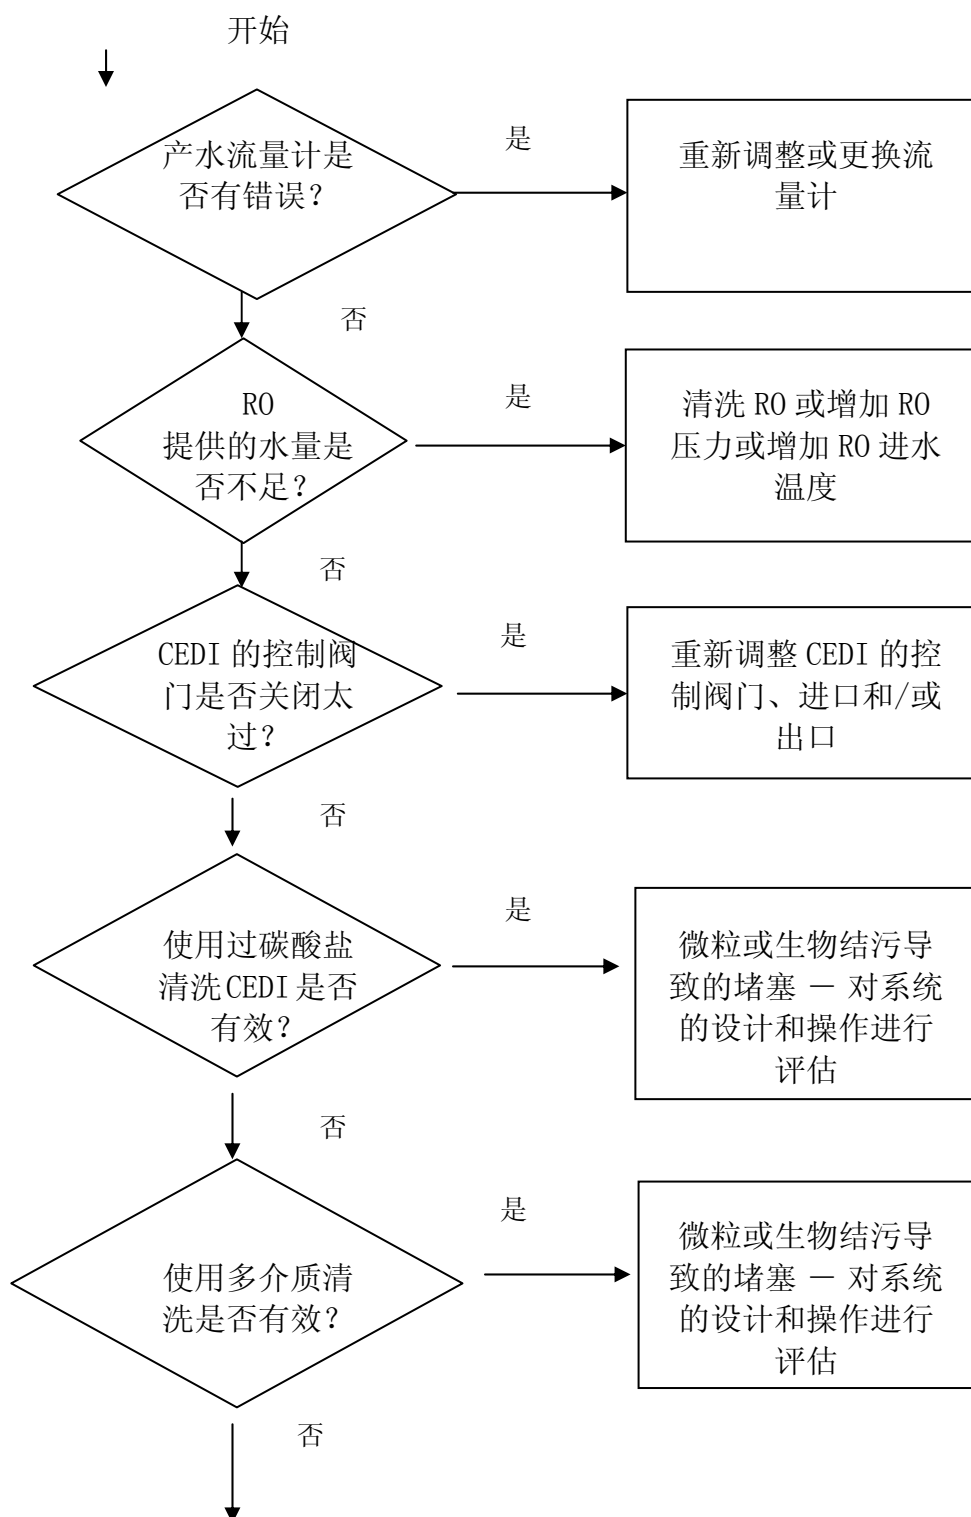 开始
产水流量计是
否有错误？
是
重新调整或更换流
量计
否
RO
提供的水量是
否不足？
是
清洗 RO 或增加 RO
压力或增加 RO 进水
温度
否
CEDI 的控制阀
门是否关闭太
过？
是
重新调整 CEDI 的控
制阀门、进口和/或
出口
否
使用过碳酸盐
清洗 CEDI 是否
有效？
是
微粒或生物结污导
致的堵塞 － 对系统
的设计和操作进行
评估
否
使用多介质清
洗是否有效？
是
微粒或生物结污导
致的堵塞 － 对系统
的设计和操作进行
评估
否